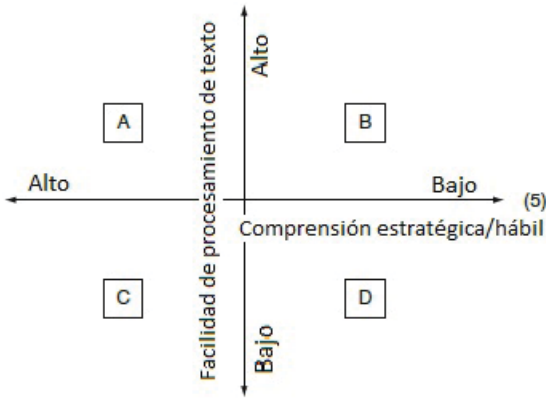 Facilidad de procesamiento de texto
Alto
A
B
Alto
Bajo
(5)
Comprensión estratégica/hábil
C
D
Bajo